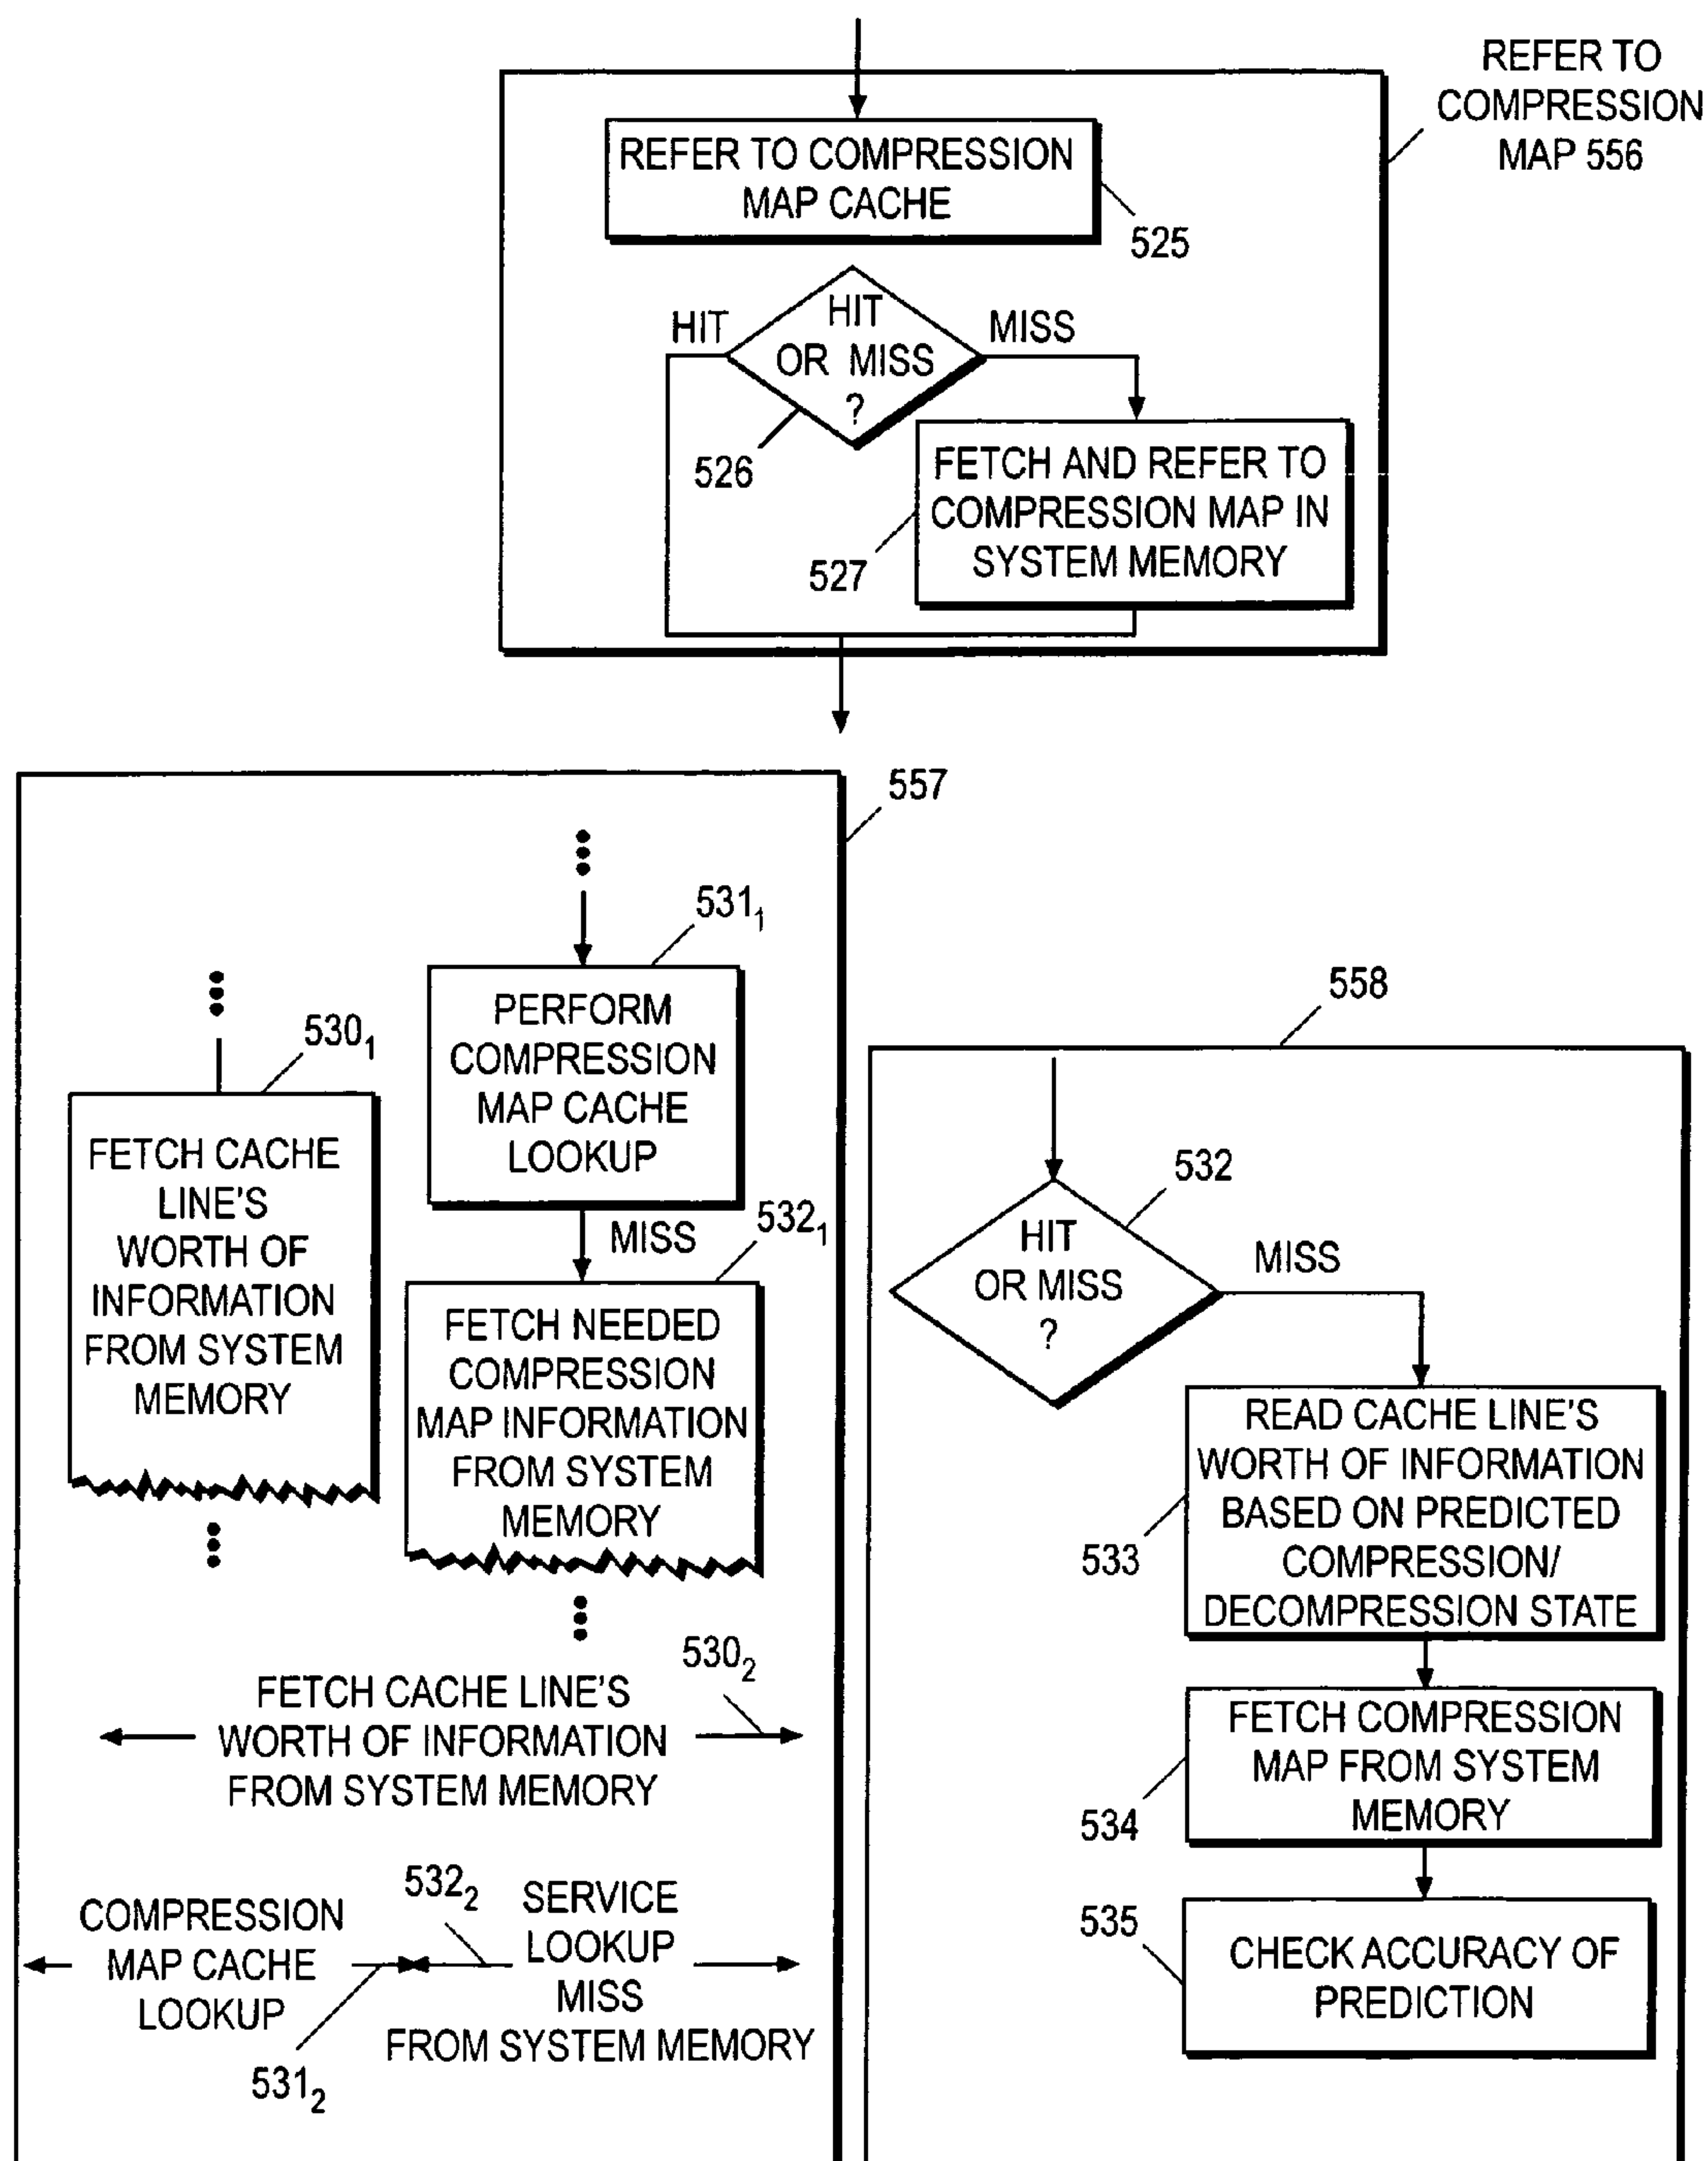 REFER TO
COMPRESSION
MAP 556
REFER TO COMPRESSION
MAP CACHE
525
HIT
HIT
OR MISS
?
MISS
526
FETCH AND REFER TO
COMPRESSION MAP IN
SYSTEM MEMORY
527
557
531₁
PERFORM
COMPRESSION
MAP CACHE
LOOKUP
530₁
FETCH CACHE
LINE'S
WORTH OF
INFORMATION
FROM SYSTEM
MEMORY
MISS
532₁
FETCH NEEDED
COMPRESSION
MAP INFORMATION
FROM SYSTEM
MEMORY
530₂
FETCH CACHE LINE'S
WORTH OF INFORMATION
FROM SYSTEM MEMORY
COMPRESSION
MAP CACHE
LOOKUP
531₂
532₂
SERVICE
LOOKUP
MISS
FROM SYSTEM MEMORY
558
532
HIT
OR MISS
?
MISS
READ CACHE LINE'S
WORTH OF INFORMATION
BASED ON PREDICTED
COMPRESSION/
DECOMPRESSION STATE
533
FETCH COMPRESSION
MAP FROM SYSTEM
MEMORY
534
535
CHECK ACCURACY OF
PREDICTION